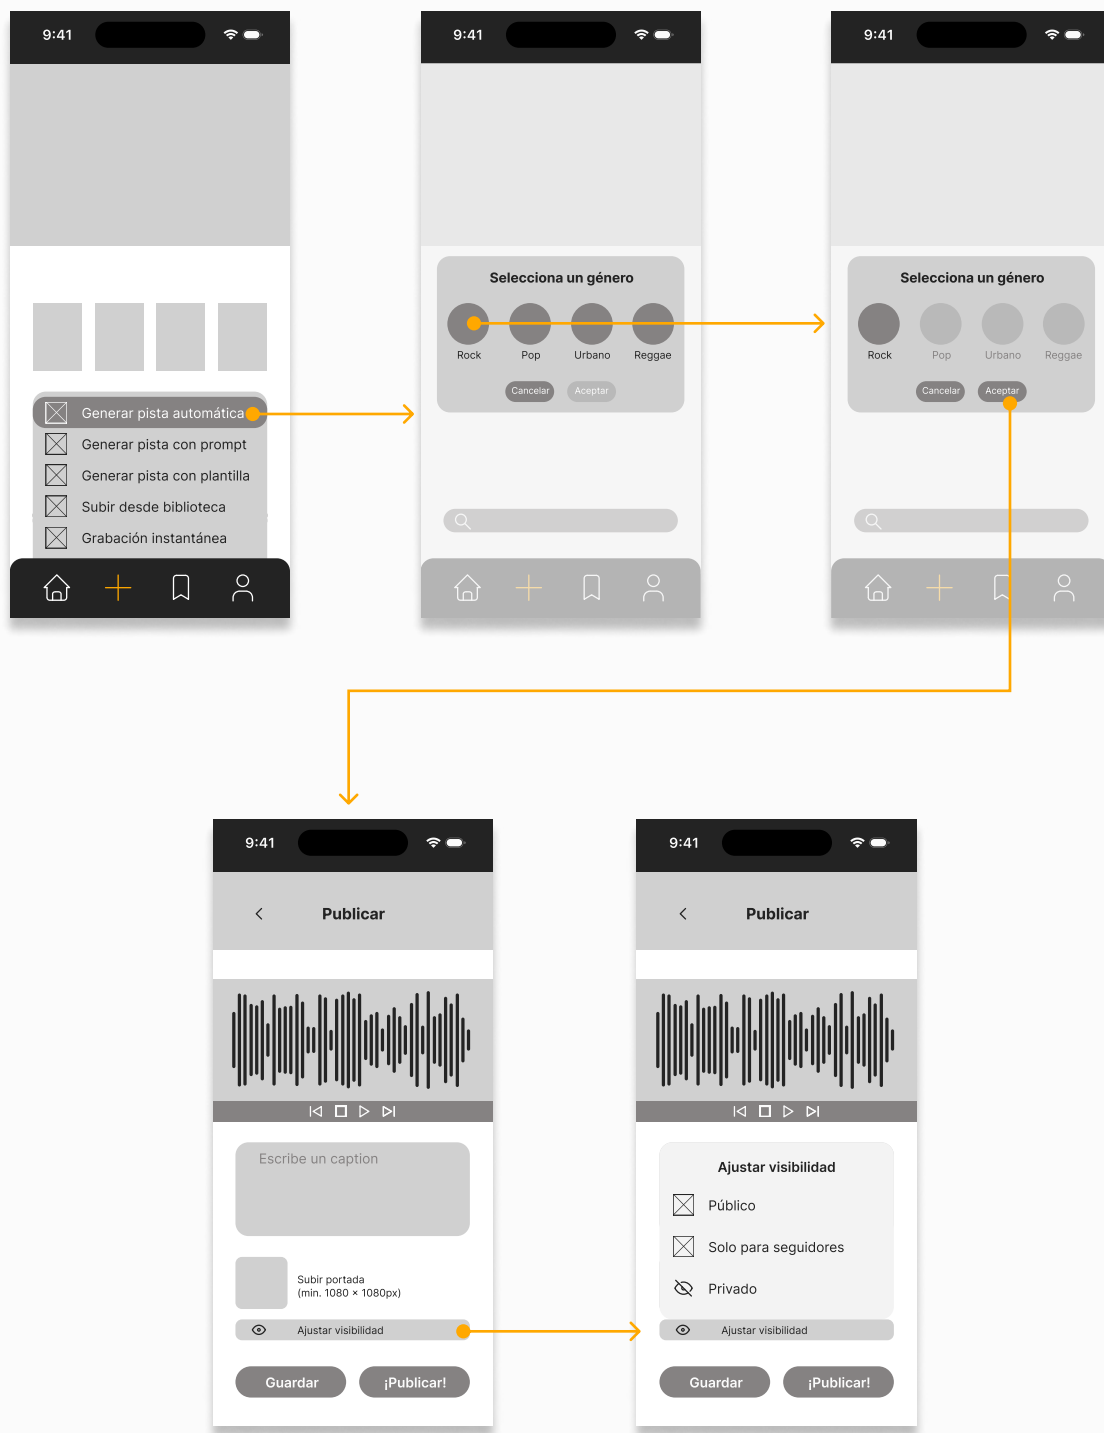 9:41
Generar pista automática
Generar pista con prompt
Generar pista con plantilla
Subir desde biblioteca
Grabación instantánea
9:41
Selecciona un género
Rock Pop Urbano Reggae
Cancelar Aceptar
9:41
Selecciona un género
Rock Pop Urbano Reggae
Cancelar Aceptar
9:41
Publicar
Escribe un caption
Subir portada
(min. 1080 × 1080px)
Ajustar visibilidad
Guardar ¡Publicar!
9:41
Publicar
Ajustar visibilidad
Público
Solo para seguidores
Privado
Ajustar visibilidad
Guardar ¡Publicar!